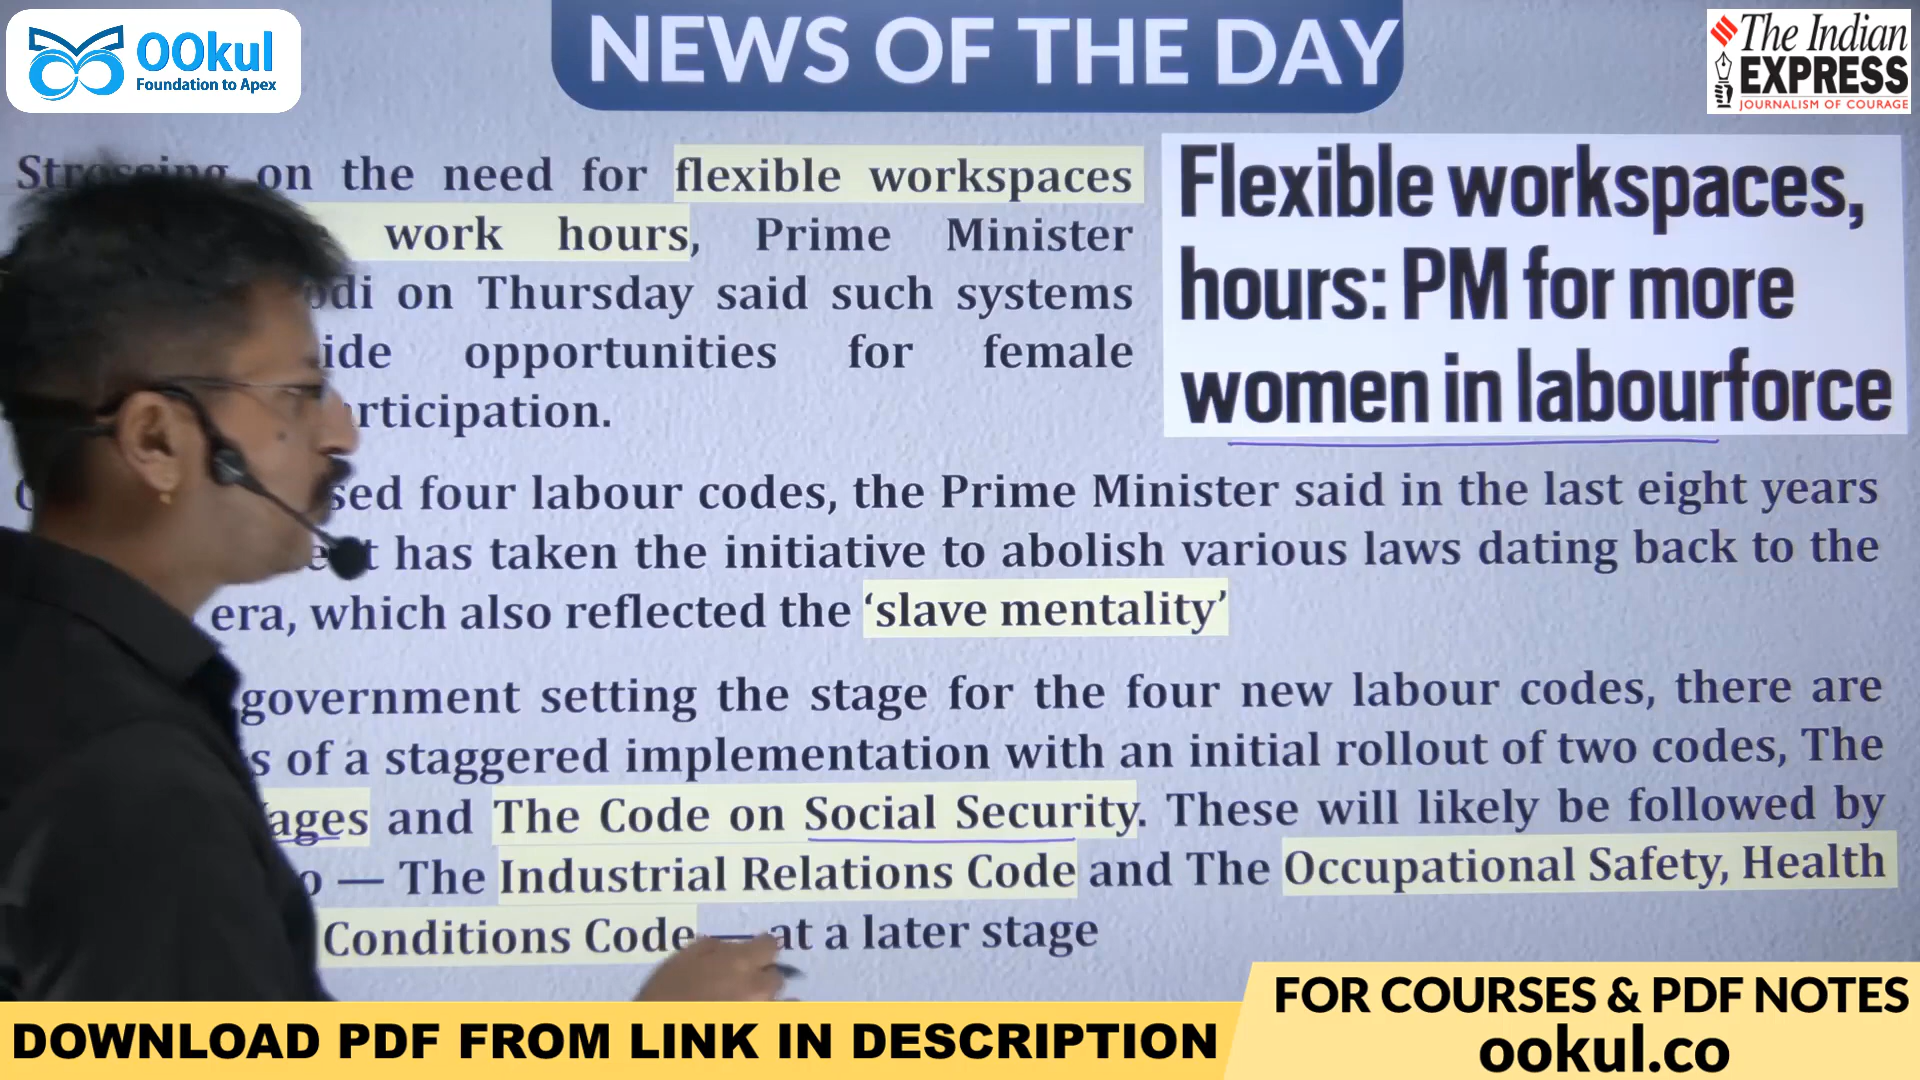 OOkul
Foundation to Apex
NEWS OF THE DAY
The Indian
EXPRESS
JOURNALISM OF COURAGE
Flexible workspaces,
hours: PM for more
women in labourforce
Stressing on the need for flexible workspaces
work hours, Prime Minister
odi on Thursday said such systems
ide opportunities for female
rticipation.
sed four labour codes, the Prime Minister said in the last eight years
has taken the initiative to abolish various laws dating back to the
era, which also reflected the ‘slave mentality’
government setting the stage for the four new labour codes, there are
s of a staggered implementation with an initial rollout of two codes, The
ages and The Code on Social Security. These will likely be followed by
o — The Industrial Relations Code and The Occupational Safety, Health
Conditions Code — at a later stage
DOWNLOAD PDF FROM LINK IN DESCRIPTION
FOR COURSES & PDF NOTES
ookul.co